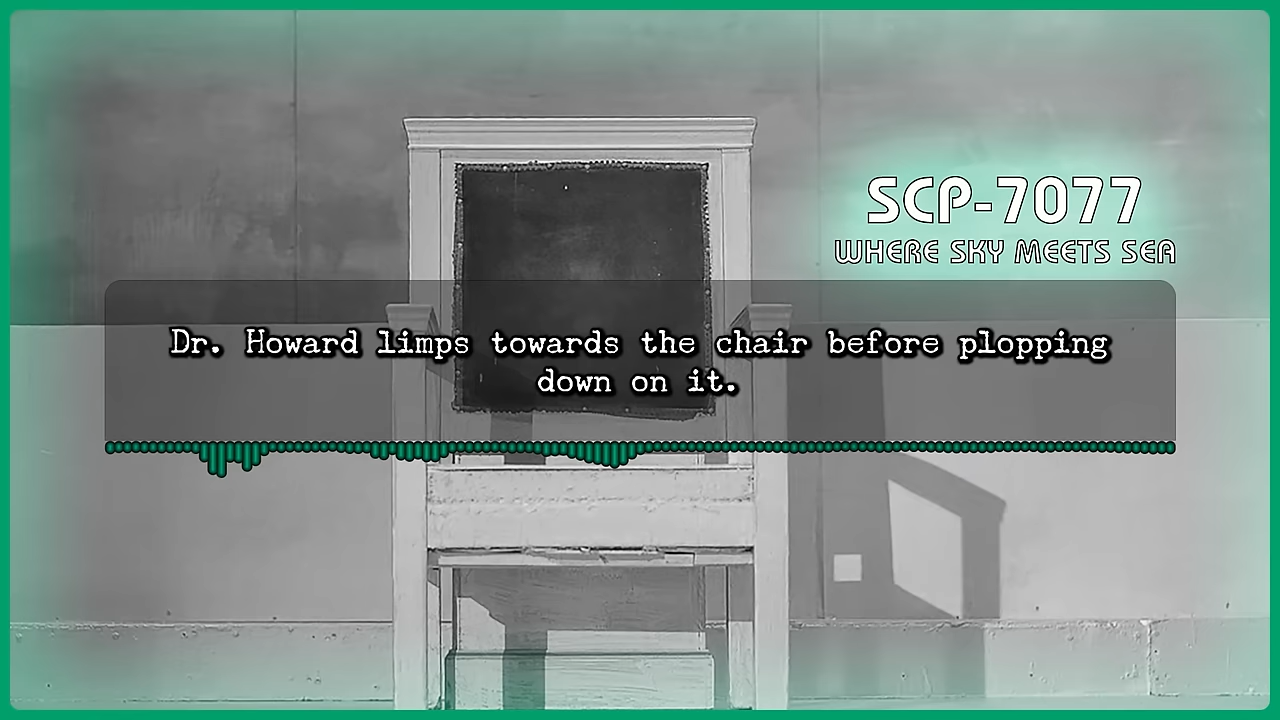 SCP-7077
WHERE SKY MEETS SEA
Dr. Howard limps towards the chair before plopping
down on it.